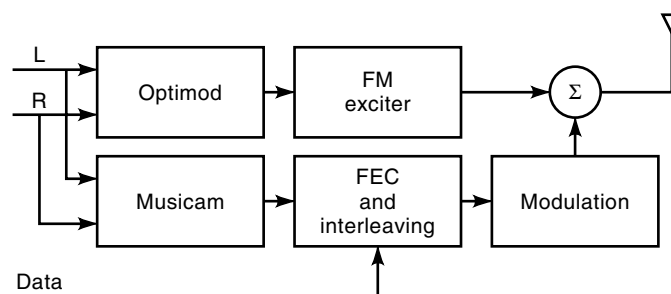 L
R
Optimod
FM
exciter
Σ
Musicam
FEC
and
interleaving
Modulation
Data